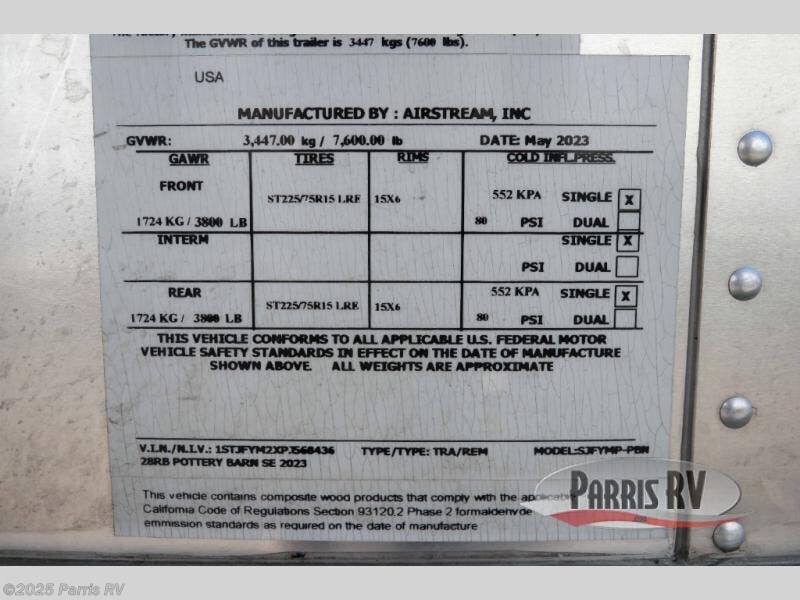 The GVWR of this trailer is 3447 kgs (7600 lbs).
USA
MANUFACTURED BY : AIRSTREAM, INC
GVWR: 3,447.00 kg / 7,600.00 lb DATE: May 2023
GAWR TIRES RIMS COLD INFL.PRESS.
FRONT ST225/75R15 LRE 15X6 552 KPA SINGLE X
1724 KG / 3800 LB 80 PSI DUAL
INTERM SINGLE X
PSI DUAL
REAR ST225/75R15 LRE 15X6 552 KPA SINGLE X
1724 KG / 3800 LB 80 PSI DUAL
THIS VEHICLE CONFORMS TO ALL APPLICABLE U.S. FEDERAL MOTOR
VEHICLE SAFETY STANDARDS IN EFFECT ON THE DATE OF MANUFACTURE
SHOWN ABOVE. ALL WEIGHTS ARE APPROXIMATE
V.I.N./N.I.V.: 1STJFYM2XPJ568436 TYPE/TYPE: TRA/REM MODEL:SJFYMP-PBN
28RB POTTERY BARN SE 2023
This vehicle contains composite wood products that comply with the applicable
California Code of Regulations Section 93120.2 Phase 2 formaldehyde
emmission standards as required on the date of manufacture
PARRIS RV
©2025 Parris RV